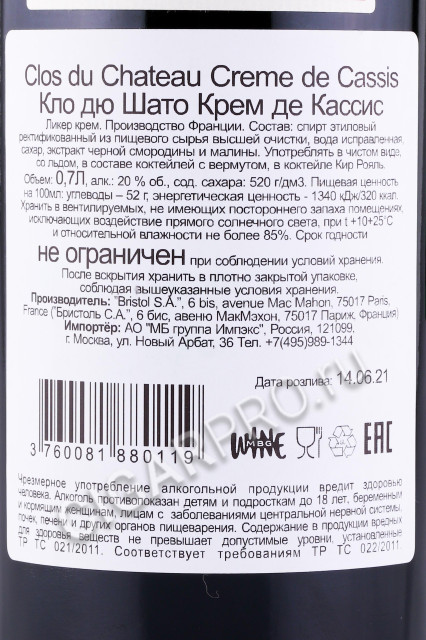 Clos du Chateau Creme de Cassis
Кло дю Шато Крем де Кассис
Ликер крем. Производство Франции. Состав: спирт этиловый
ректификованный из пищевого сырья высшей очистки, вода исправленная,
сахар, экстракт черной смородины и малины. Употреблять в чистом виде,
со льдом, в составе коктейлей с вермутом, в коктейле Кир Рояль.
Объем: 0,7Л, алк.: 20 % об., сод. сахара: 520 г/дм3. Пищевая ценность
на 100мл: углеводы – 52 г, энергетическая ценность - 1340 кДж/320 ккал.
Хранить в вентилируемых, не имеющих постороннего запаха помещениях,
исключающих воздействие прямого солнечного света, при t +10+25°C
и относительной влажности не более 85%. Срок годности
не ограничен при соблюдении условий хранения.
После вскрытия хранить в плотно закрытой упаковке,
соблюдая вышеуказанные условия хранения.
Производитель: "Bristol S.A.", 6 bis, avenue Mac Mahon, 75017 Paris,
France ("Бристоль С.А.", 6 бис, авеню МакМэхон, 75017 Париж, Франция)
Импортёр: АО "МБ группа Импэкс", Россия, 121099,
г. Москва, ул. Новый Арбат, 36 Тел. +7(495)989-1344
Дата розлива: 14.06.21
3 760081 880119
WINE
MBG
EAC
CIGARPRO.RU
Чрезмерное употребление алкогольной продукции вредит здоровью
человека. Алкоголь противопоказан детям и подросткам до 18 лет, беременным
и кормящим женщинам, лицам с заболеваниями центральной нервной системы,
почек, печени и других органов пищеварения. Содержание в продукции вредных
для здоровья веществ не превышает допустимые уровни, установленные
ТР ТС 021/2011. Соответствует требованиям ТР ТС 022/2011.